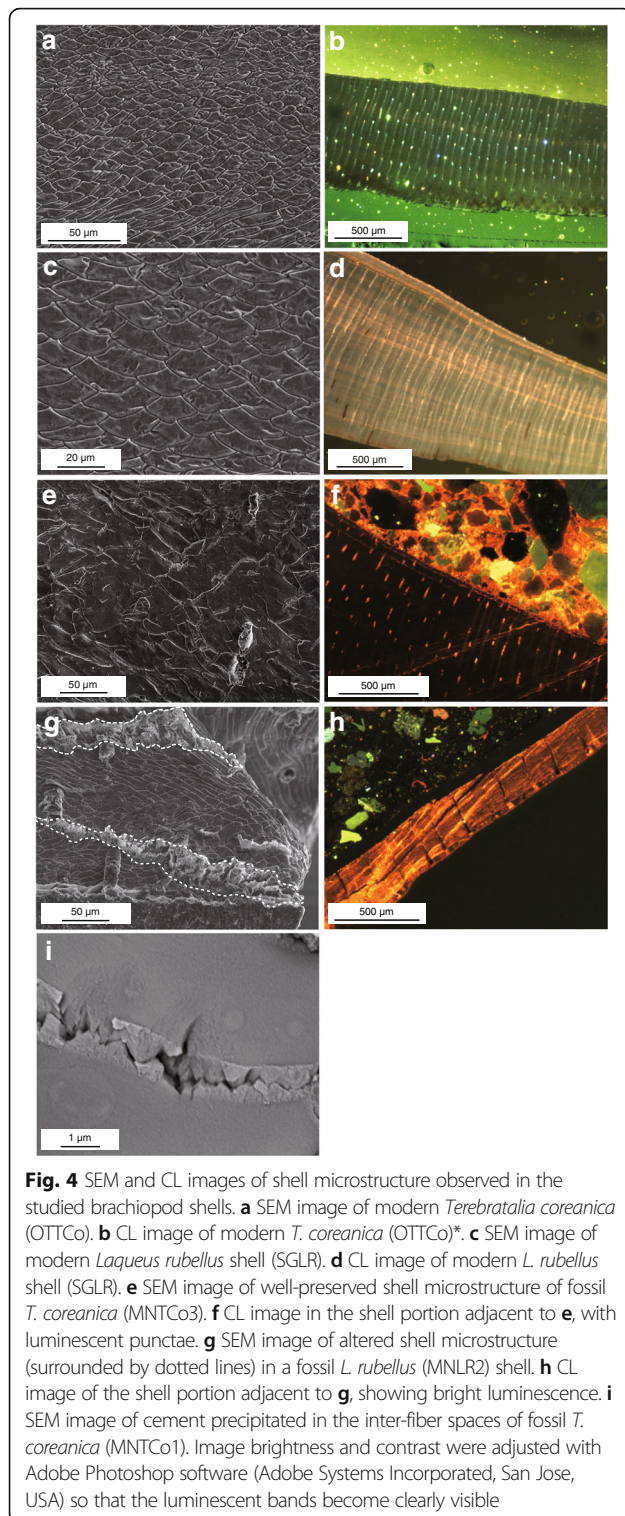 a
b
50 µm
500 µm
c
d
20 µm
500 µm
e
f
50 µm
500 µm
g
h
50 µm
500 µm
i
1 µm
Fig. 4 SEM and CL images of shell microstructure observed in the
studied brachiopod shells. a SEM image of modern Terebratalia coreanica
(OTTCo). b CL image of modern T. coreanica (OTTCo)*. c SEM image of
modern Laqueus rubellus shell (SGLR). d CL image of modern L. rubellus
shell (SGLR). e SEM image of well-preserved shell microstructure of fossil
T. coreanica (MNTCo3). f CL image in the shell portion adjacent to e, with
luminescent punctae. g SEM image of altered shell microstructure
(surrounded by dotted lines) in a fossil L. rubellus (MNLR2) shell. h CL
image of the shell portion adjacent to g, showing bright luminescence. i
SEM image of cement precipitated in the inter-fiber spaces of fossil T.
coreanica (MNTCo1). Image brightness and contrast were adjusted with
Adobe Photoshop software (Adobe Systems Incorporated, San Jose,
USA) so that the luminescent bands become clearly visible